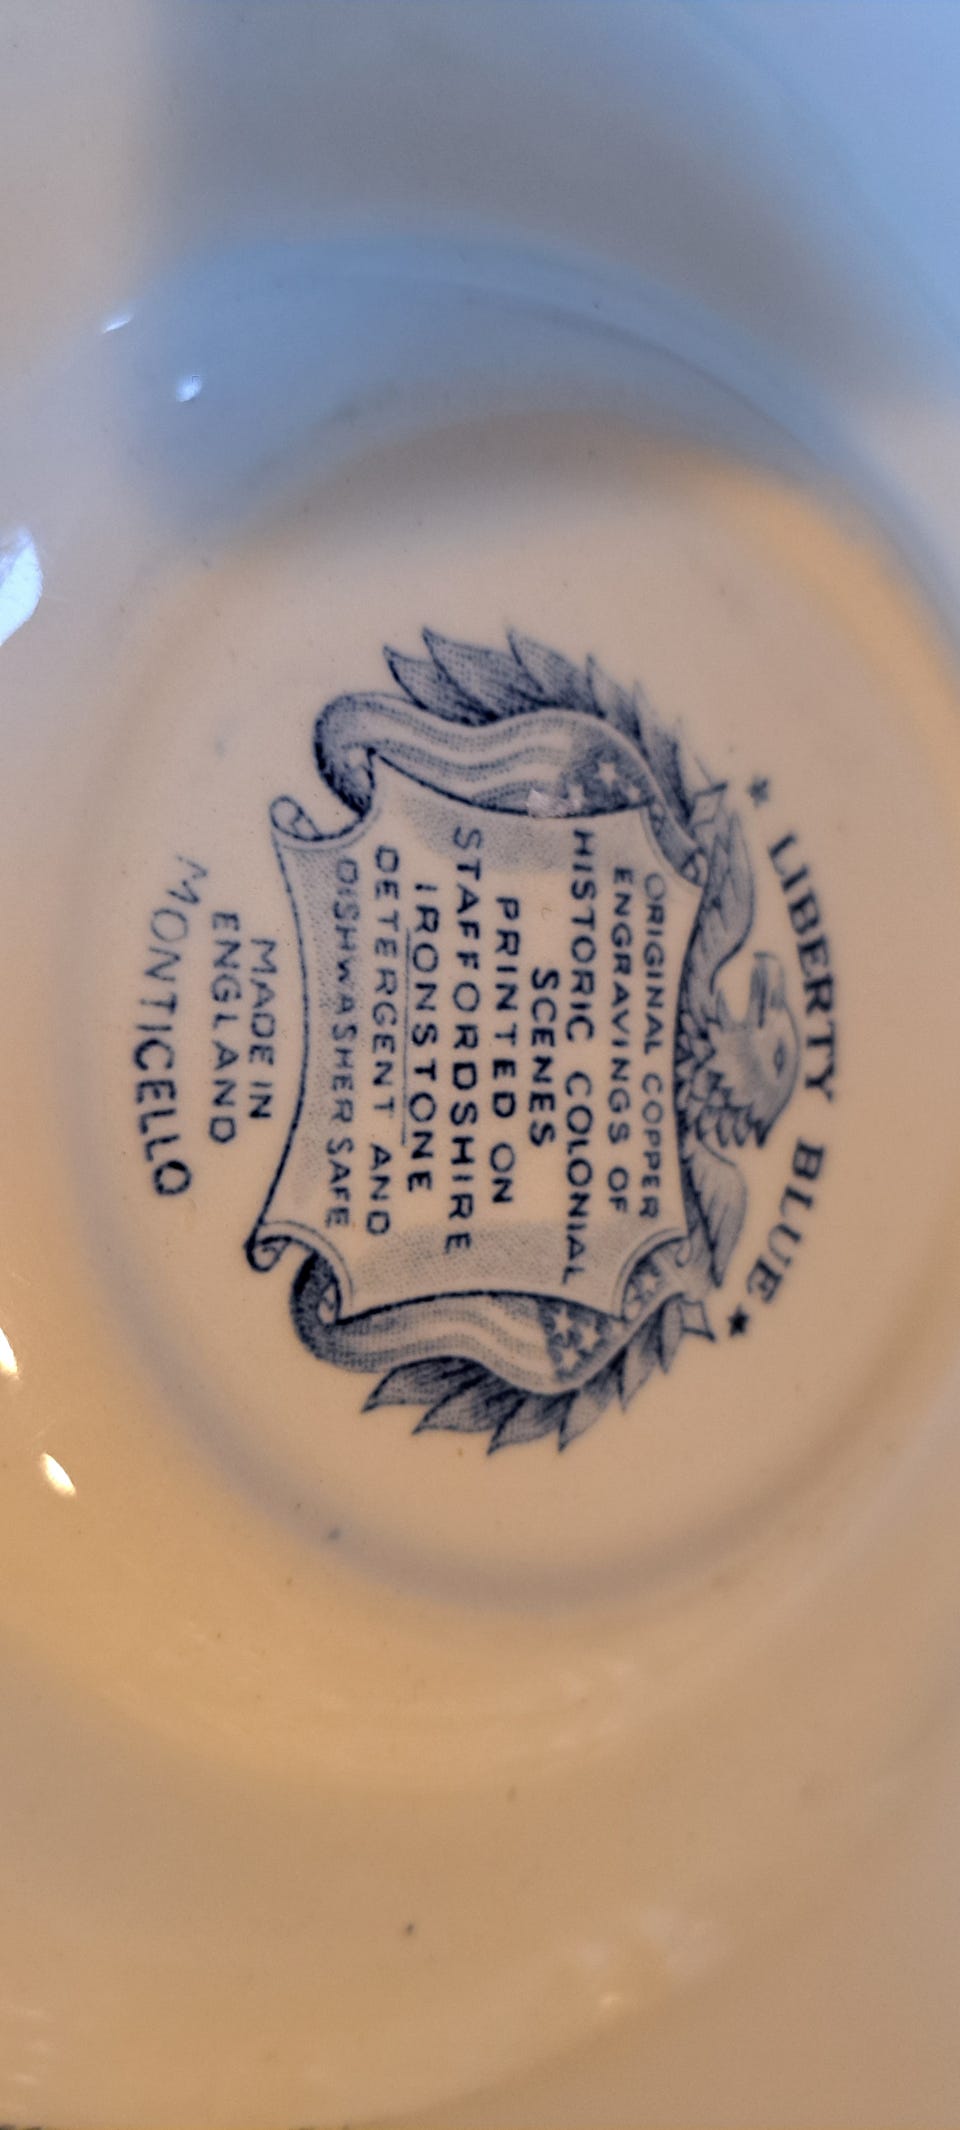 ★ LIBERTY BLUE ★
ORIGINAL COPPER
ENGRAVINGS OF
HISTORIC COLONIAL
SCENES
PRINTED ON
STAFFORDSHIRE
IRONSTONE
DETERGENT AND
DISHWASHER SAFE
MADE IN
ENGLAND
MONTICELLO